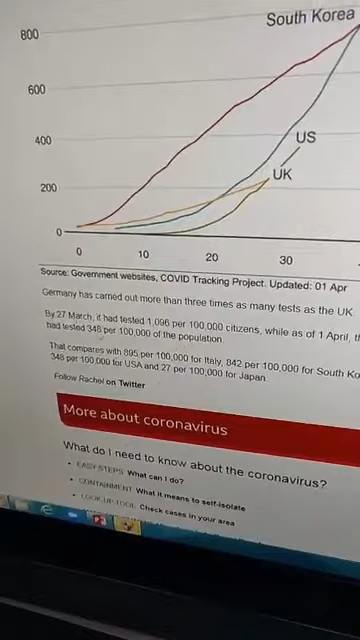 South Korea
800
600
400
US
UK
200
0
0 10 20 30
Source: Government websites, COVID Tracking Project. Updated: 01 Apr
Germany has carried out more than three times as many tests as the UK.
By 27 March, it had tested 1,096 per 100,000 citizens, while as of 1 April,
had tested 348 per 100,000 of the population.
That compares with 895 per 100,000 for Italy, 842 per 100,000 for South
348 per 100,000 for USA and 27 per 100,000 for Japan.
Follow Rachel on Twitter
More about coronavirus
What do I need to know about the coronavirus?
EASY STEPS: What can I do?
CONTAINMENT: What it means to self-isolate
LOOK-UP TOOL: Check cases in your area